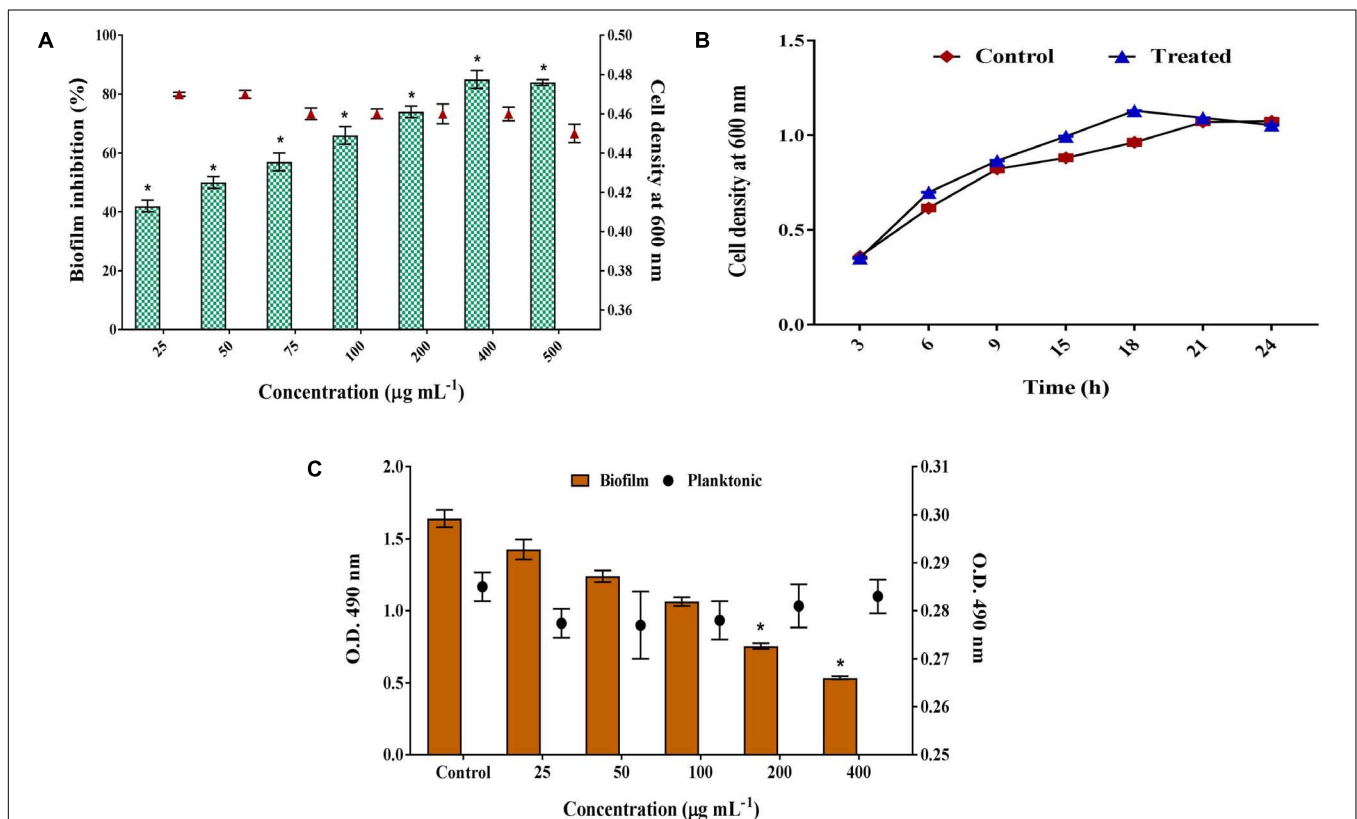 A
Biofilm inhibition (%)
100
80
60
40
20
0
* * * * * * *
0.50
0.48
0.46
0.44
0.42
0.40
0.38
0.36
Cell density at 600 nm
25 50 75 100 200 400 500
Concentration (µg mL-1)
B
Control Treated
Cell density at 600 nm
1.5
1.0
0.5
0.0
3 6 9 15 18 21 24
Time (h)
C
Biofilm Planktonic
O.D. 490 nm
2.0
1.5
1.0
0.5
0.0
* *
0.31
0.30
0.29
0.28
0.27
0.26
0.25
O.D. 490 nm
Control 25 50 100 200 400
Concentration (µg mL-1)